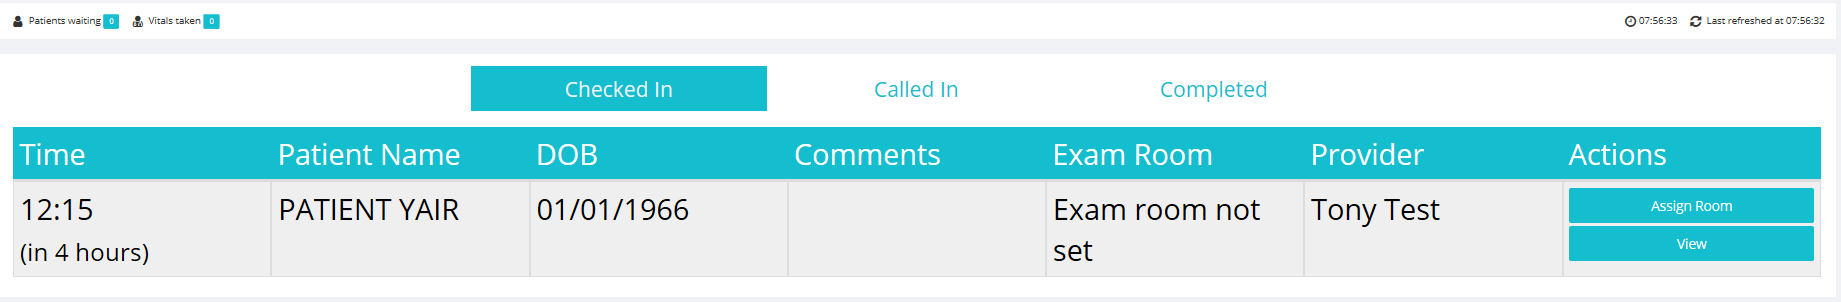 Patients waiting 0 Vitals taken 0 07:56:33 Last refreshed at 07:56:32
Checked In Called In Completed
Time Patient Name DOB Comments Exam Room Provider Actions
12:15 PATIENT YAIR 01/01/1966 Exam room not Tony Test Assign Room
(in 4 hours) set View